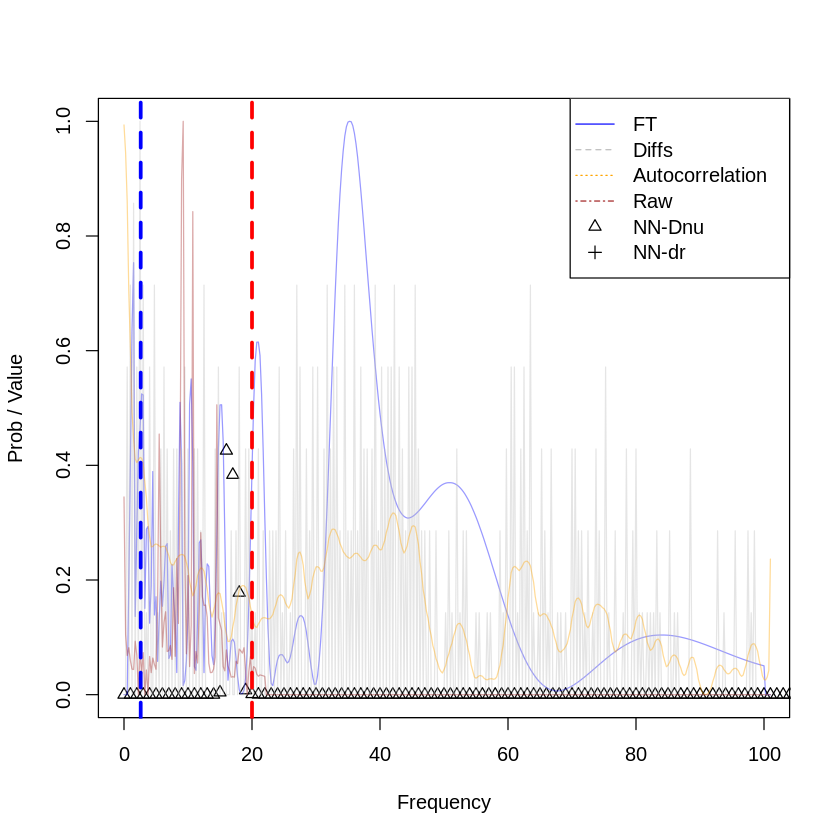 FT
Diffs
Autocorrelation
Raw
NN-Dnu
NN-dr
Prob / Value
1.0
0.8
0.6
0.4
0.2
0.0
0 20 40 60 80 100
Frequency